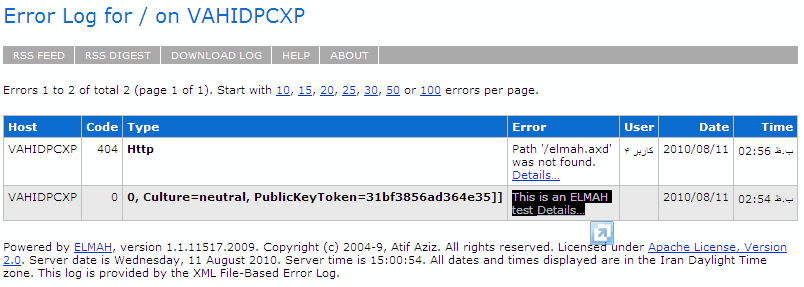 Error Log for / on VAHIDPCXP
RSS FEED RSS DIGEST DOWNLOAD LOG HELP ABOUT
Errors 1 to 2 of total 2 (page 1 of 1). Start with 10, 15, 20, 25, 30, 50 or 100 errors per page.
Host Code Type Error User Date Time
VAHIDPCXP 404 Http Path '/elmah.axd' کاربر ۴ 2010/08/11 02:56 ب.ظ
was not found.
Details...
VAHIDPCXP 0 0, Culture=neutral, PublicKeyToken=31bf3856ad364e35]] This is an ELMAH 2010/08/11 02:54 ب.ظ
test Details...
Powered by ELMAH, version 1.1.11517.2009. Copyright (c) 2004-9, Atif Aziz. All rights reserved. Licensed under Apache License, Version
2.0. Server date is Wednesday, 11 August 2010. Server time is 15:00:54. All dates and times displayed are in the Iran Daylight Time
zone. This log is provided by the XML File-Based Error Log.